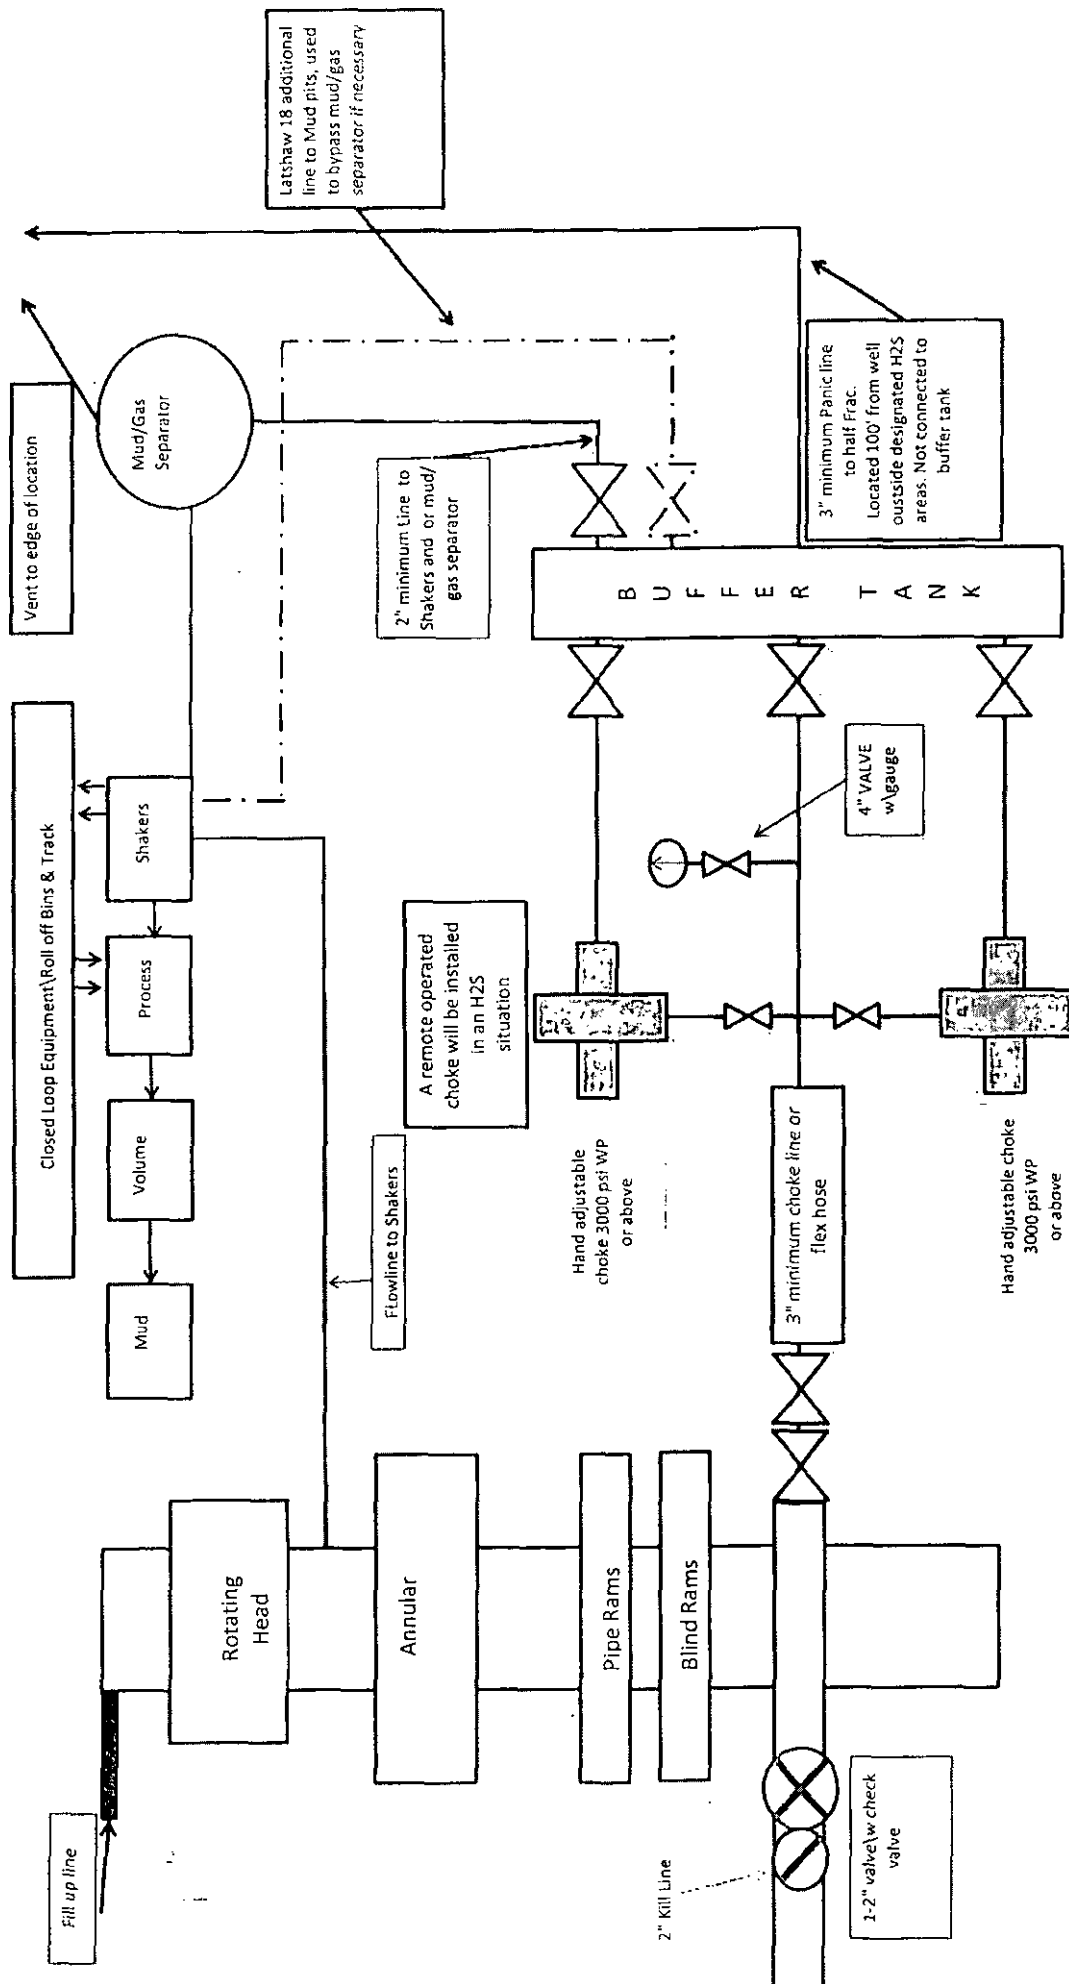 Fill up line
Rotating
Head
Annular
Pipe Rams
Blind Rams
2" Kill Line
1-2" valve\w check
valve
Closed Loop Equipment\Roll off Bins & Track
Mud
Volume
Process
Shakers
Flowline to Shakers
Vent to edge of location
Mud/Gas
Separator
Latshaw 18 additional
line to Mud pits, used
to bypass mud/gas
separator if necessary
2" minimum Line to
Shakers and or mud/
gas separator
A remote operated
choke will be installed
in an H2S
situation
Hand adjustable
choke 3000 psi WP
or above
3" minimum choke line or
flex hose
4" VALVE
w\gauge
Hand adjustable choke
3000 psi WP
or above
BUFFER TANK
3" minimum Panic line
to half Frac.
Located 100' from well
oustside designated H2S
areas. Not connected to
buffer tank